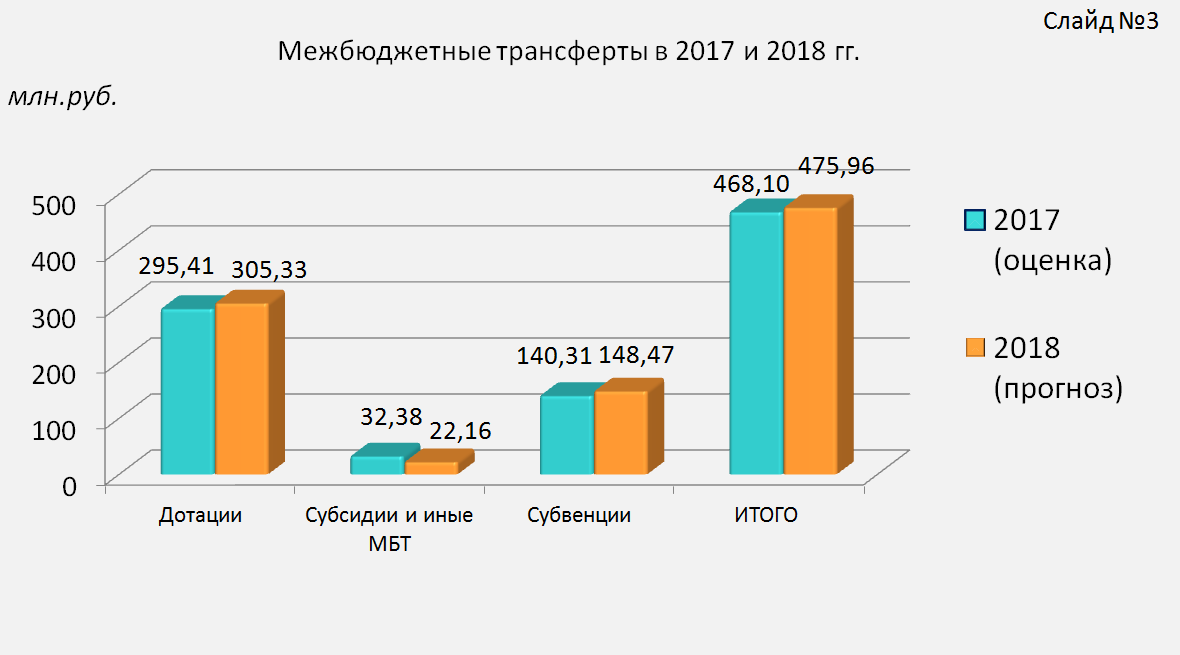 Слайд №3
Межбюджетные трансферты в 2017 и 2018 гг.
млн.руб.
500
400
300
200
100
0
295,41
305,33
32,38
22,16
140,31
148,47
468,10
475,96
Дотации
Субсидии и иные
МБТ
Субвенции
ИТОГО
2017
(оценка)
2018
(прогноз)